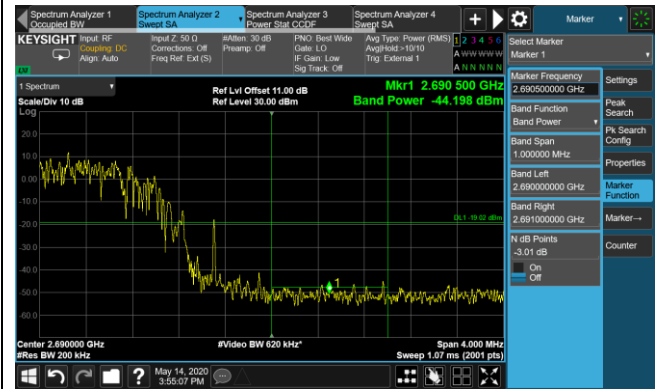 Spectrum Analyzer 1
Occupied BW
Spectrum Analyzer 2
Swept SA
Spectrum Analyzer 3
Power Stat CCDF
Spectrum Analyzer 4
Swept SA
Marker
KEYSIGHT
Input: RF
Coupling: DC
Align: Auto
Input Z: 50 Ω
Corrections: Off
Freq Ref: Ext (S)
#Atten: 30 dB
Preamp: Off
PNO: Best Wide
Gate: LO
IF Gain: Low
Sig Track: Off
Avg Type: Power (RMS)
Avg|Hold:>10/10
Trig: External 1
1 2 3 4 5 6
A W W W W W
A N N N N N
Select Marker
Marker 1
1 Spectrum
Scale/Div 10 dB
Log
Ref Lvl Offset 11.00 dB
Ref Level 30.00 dBm
Mkr1 2.690 500 GHz
Band Power -44.198 dBm
20.0
10.0
0.00
-10.0
-20.0
-30.0
-40.0
-50.0
-60.0
DL1 -19.02 dBm
1
Center 2.690000 GHz
#Res BW 200 kHz
#Video BW 620 kHz*
Span 4.000 MHz
Sweep 1.07 ms (2001 pts)
Marker Frequency
2.690500000 GHz
Band Function
Band Power
Band Span
1.000000 MHz
Band Left
2.690000000 GHz
Band Right
2.691000000 GHz
N dB Points
-3.01 dB
On
Off
Settings
Peak
Search
Pk Search
Config
Properties
Marker
Function
Marker→
Counter
?
May 14, 2020
3:55:07 PM